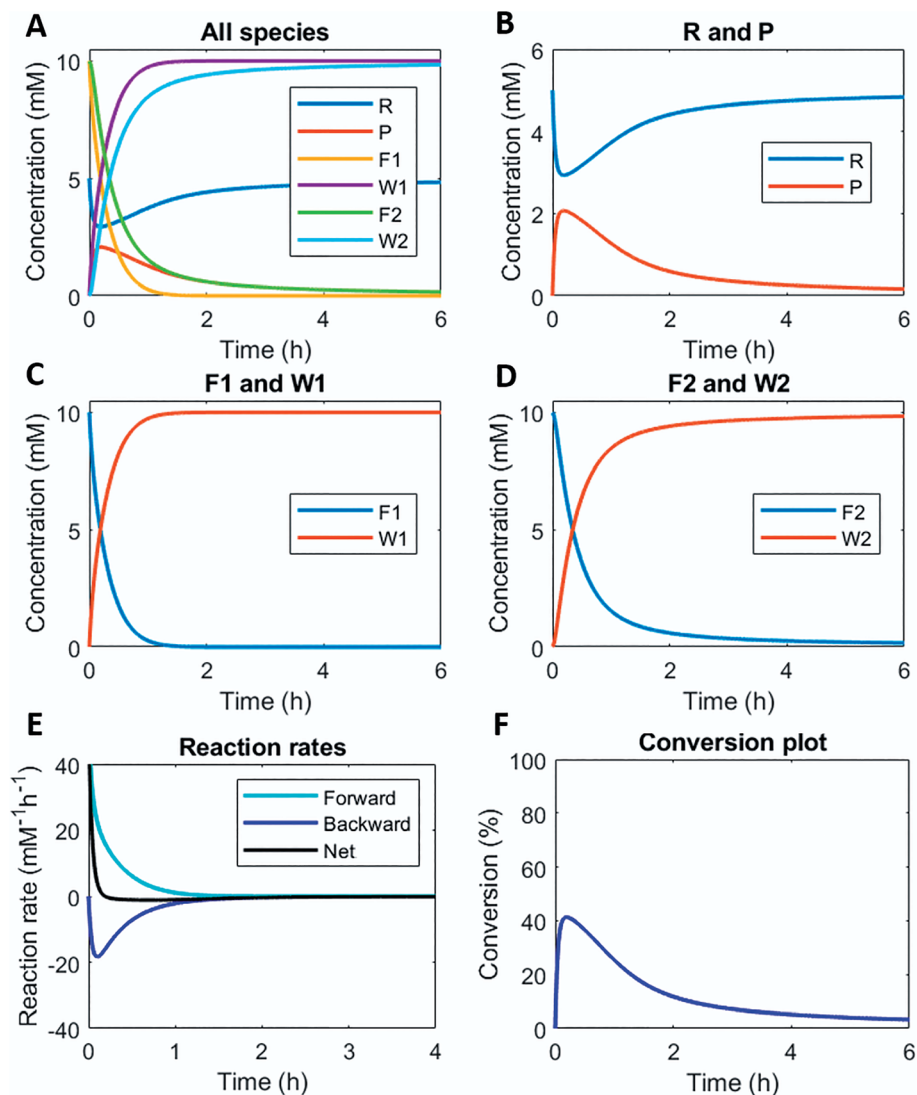 A
All species
Concentration (mM)
10
5
0
R
P
F1
W1
F2
W2
0 2 4 6
Time (h)
B
R and P
Concentration (mM)
6
4
2
0
R
P
0 2 4 6
Time (h)
C
F1 and W1
Concentration (mM)
10
5
0
F1
W1
0 2 4 6
Time (h)
D
F2 and W2
Concentration (mM)
10
5
0
F2
W2
0 2 4 6
Time (h)
E
Reaction rates
Reaction rate (mM⁻¹h⁻¹)
40
20
0
-20
-40
Forward
Backward
Net
0 1 2 3 4
Time (h)
F
Conversion plot
Conversion (%)
100
80
60
40
20
0
0 2 4 6
Time (h)